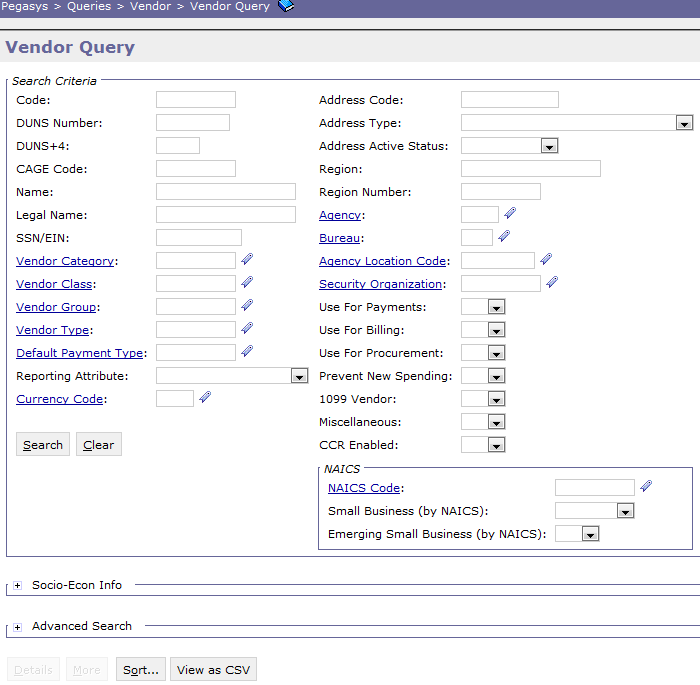 Pegasys > Queries > Vendor > Vendor Query
Vendor Query
Search Criteria
Code:
DUNS Number:
DUNS+4:
CAGE Code:
Name:
Legal Name:
SSN/EIN:
Vendor Category:
Vendor Class:
Vendor Group:
Vendor Type:
Default Payment Type:
Reporting Attribute:
Currency Code:
Search Clear
Address Code:
Address Type:
Address Active Status:
Region:
Region Number:
Agency:
Bureau:
Agency Location Code:
Security Organization:
Use For Payments:
Use For Billing:
Use For Procurement:
Prevent New Spending:
1099 Vendor:
Miscellaneous:
CCR Enabled:
NAICS
NAICS Code:
Small Business (by NAICS):
Emerging Small Business (by NAICS):
Socio-Econ Info
Advanced Search
Details More Sort... View as CSV